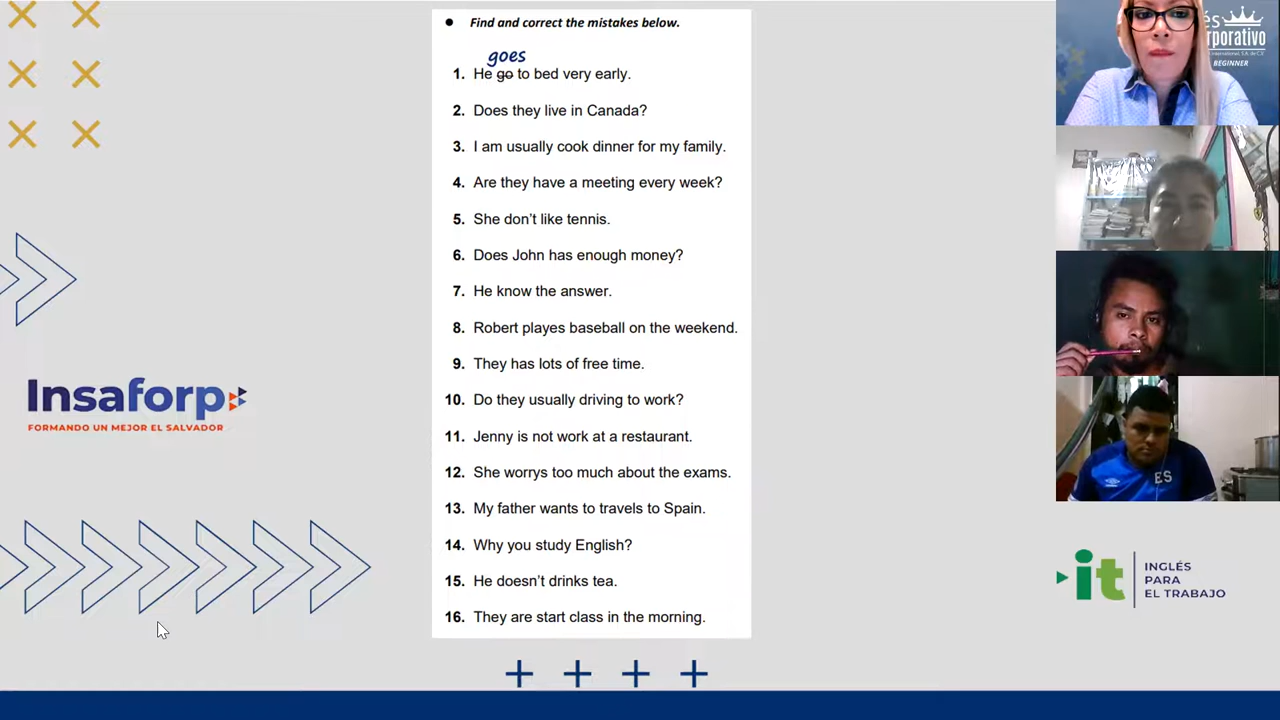 ● Find and correct the mistakes below.
goes
1. He go to bed very early.
2. Does they live in Canada?
3. I am usually cook dinner for my family.
4. Are they have a meeting every week?
5. She don't like tennis.
6. Does John has enough money?
7. He know the answer.
8. Robert playes baseball on the weekend.
9. They has lots of free time.
10. Do they usually driving to work?
11. Jenny is not work at a restaurant.
12. She worrys too much about the exams.
13. My father wants to travels to Spain.
14. Why you study English?
15. He doesn't drinks tea.
16. They are start class in the morning.
Insaforp
FORMANDO UN MEJOR EL SALVADOR
BEGINNER
ES
it
INGLÉS
PARA
EL TRABAJO